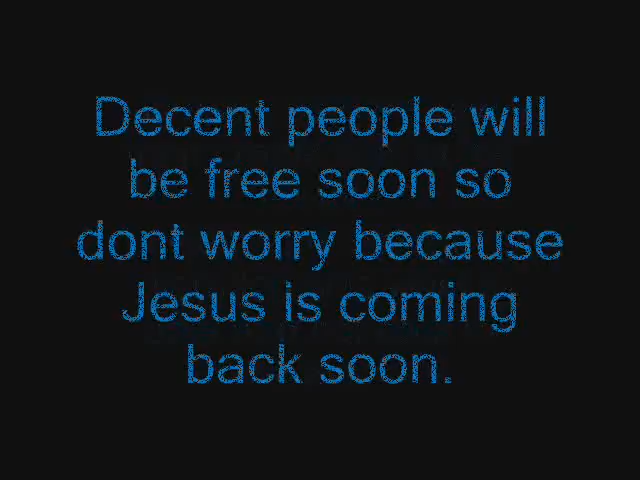 Decent people will
be free soon so
dont worry because
Jesus is coming
back soon.